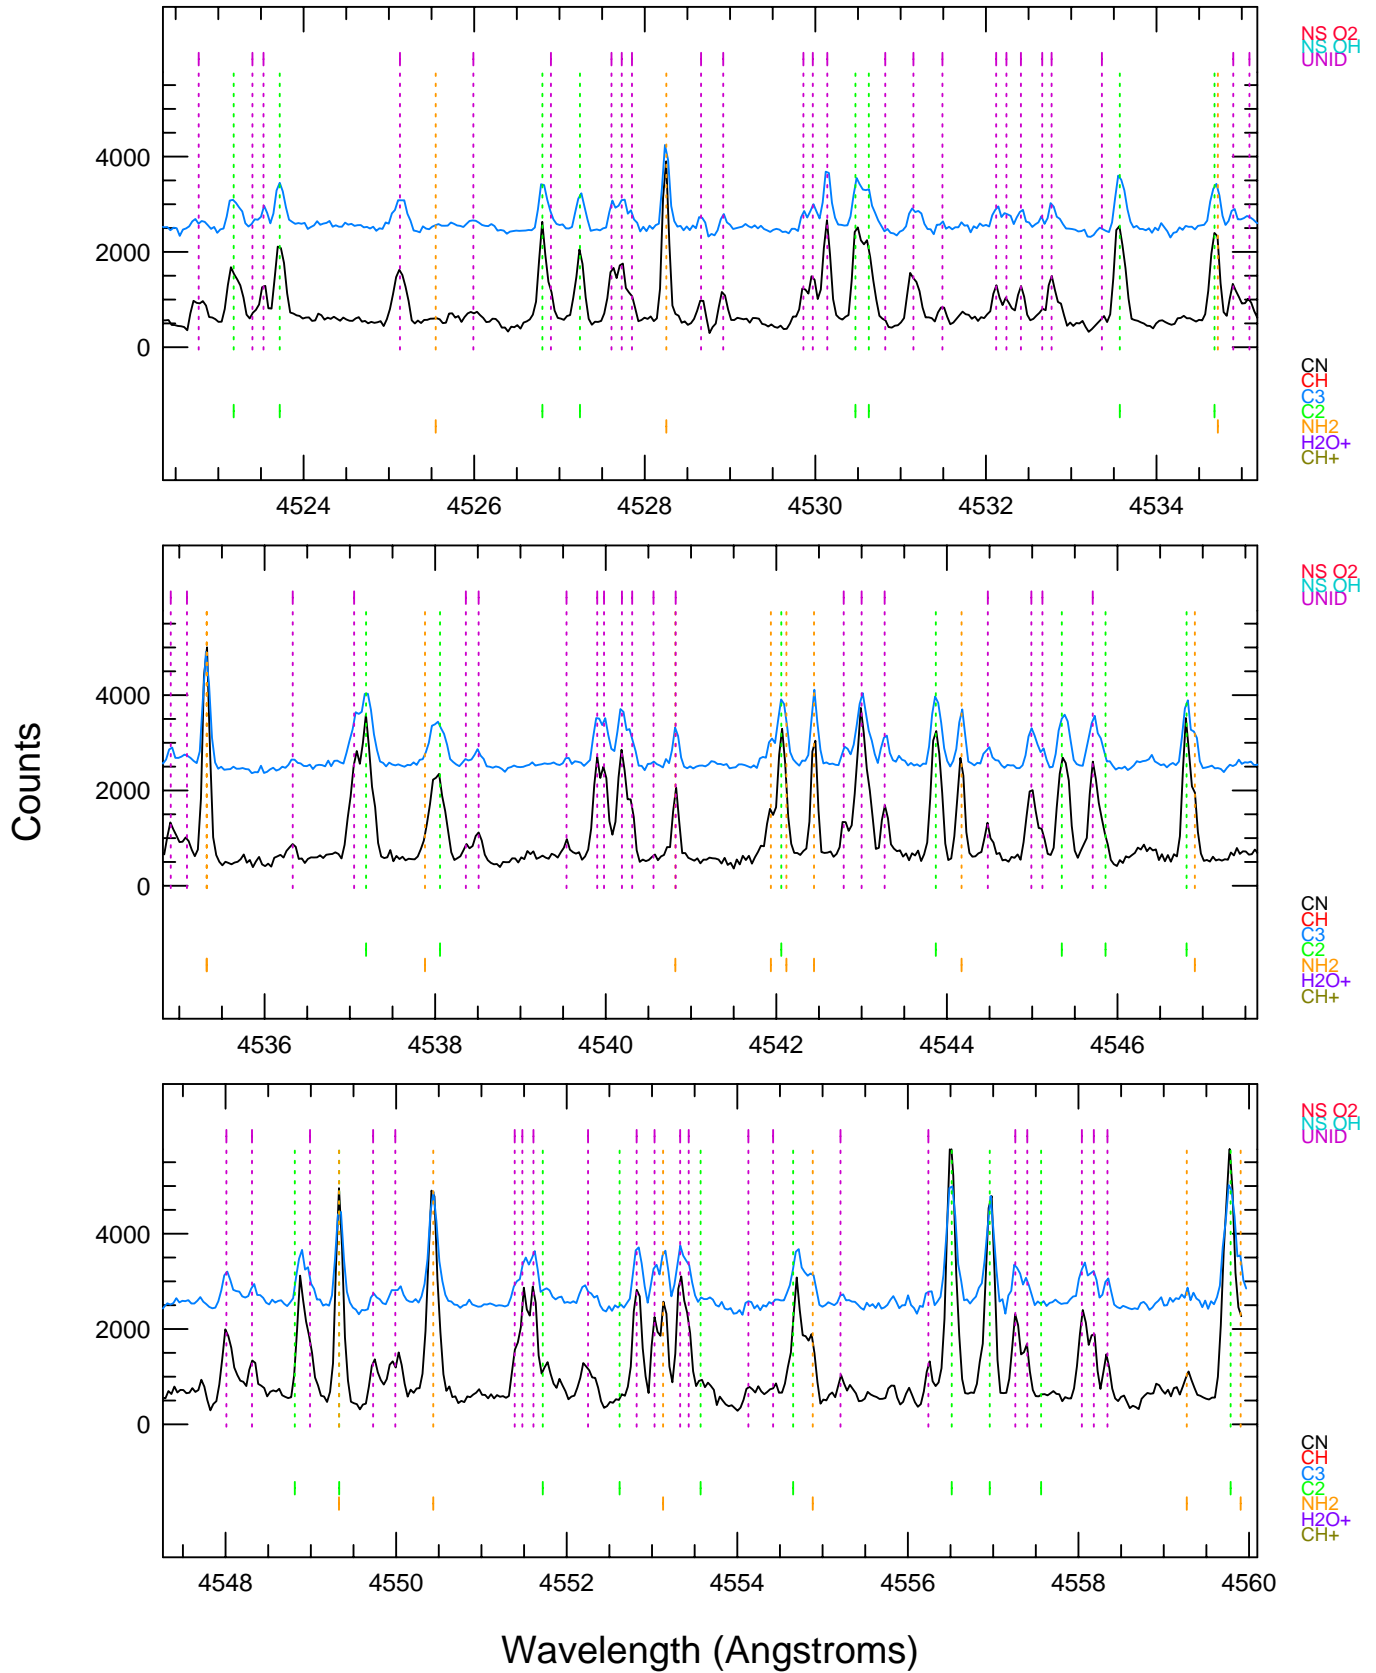 NS O2
NS OH
UNID
4000
2000
0
CN
CH
C3
C2
NH2
H2O+
CH+
4524 4526 4528 4530 4532 4534
NS O2
NS OH
UNID
4000
2000
0
CN
CH
C3
C2
NH2
H2O+
CH+
4536 4538 4540 4542 4544 4546
Counts
NS O2
NS OH
UNID
4000
2000
0
CN
CH
C3
C2
NH2
H2O+
CH+
4548 4550 4552 4554 4556 4558 4560
Wavelength (Angstroms)